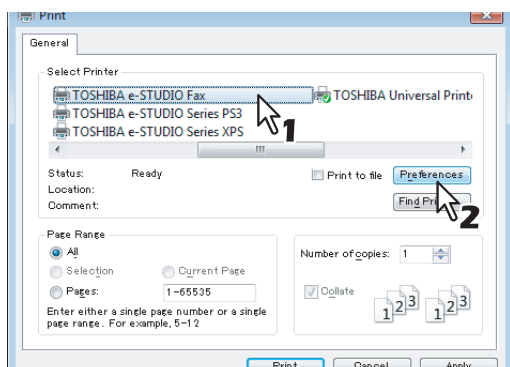 Print
General
Select Printer
TOSHIBA e-STUDIO Fax
TOSHIBA Universal Print
TOSHIBA e-STUDIO Series PS3
TOSHIBA e-STUDIO Series XPS
1
Status: Ready
Print to file
Preferences
Location:
Comment:
Find
2
Page Range
All
Selection
Current Page
Pages: 1-65535
Enter either a single page number or a single
page range. For example, 5-12
Number of copies: 1
Collate
1 2 3 1 2 3
Print Cancel Apply